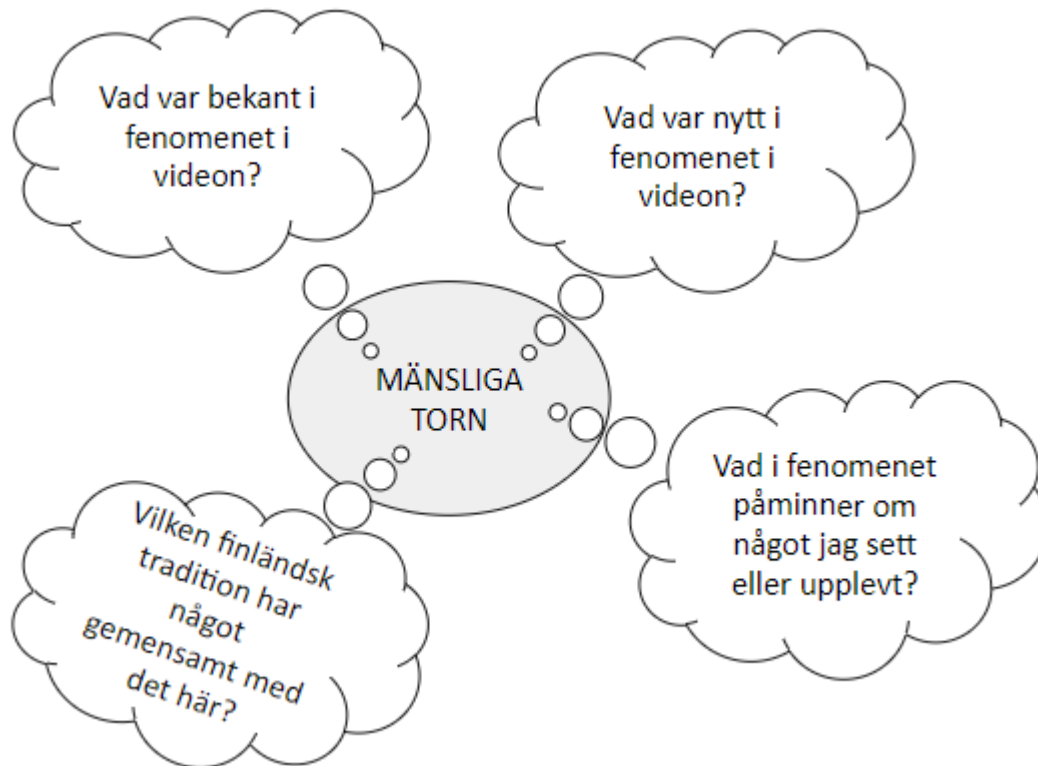 Vad var bekant i
fenomenet i
videon?
Vad var nytt i
fenomenet i
videon?
MÄNSLIGA
TORN
Vad i fenomenet
påminner om
något jag sett
eller upplevt?
Vilken finländsk
tradition har
något
gemensamt med
det här?